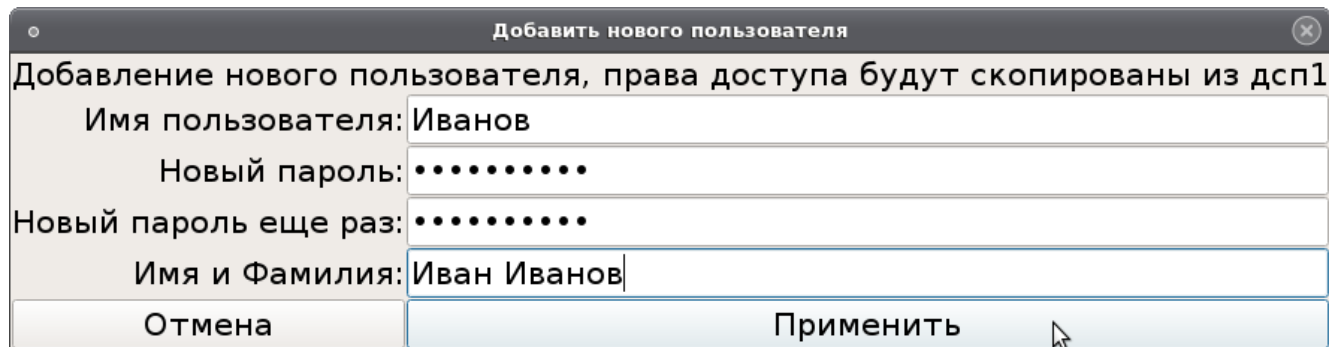 Добавить нового пользователя
Добавление нового пользователя, права доступа будут скопированы из дсп1
Имя пользователя: Иванов
Новый пароль: ••••••••••
Новый пароль еще раз: ••••••••••
Имя и Фамилия: Иван Иванов
Отмена Применить